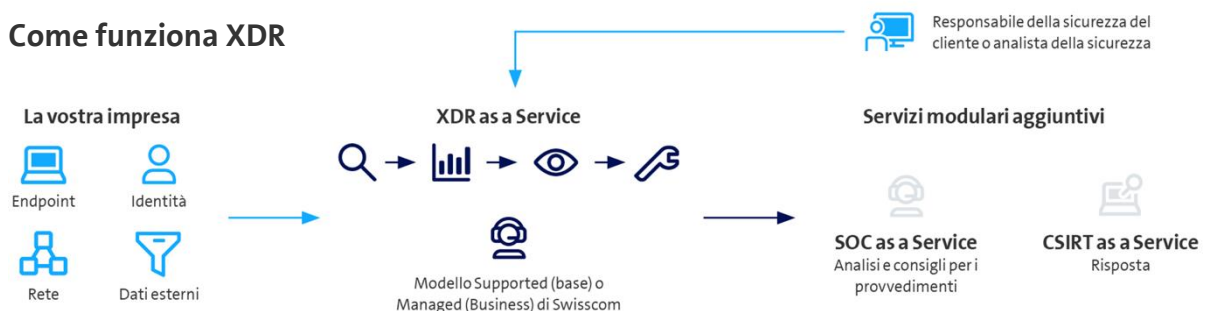 Come funziona XDR
Responsabile della sicurezza del
cliente o analista della sicurezza
La vostra impresa
Endpoint
Identità
Rete
Dati esterni
XDR as a Service
Modello Supported (base) o
Managed (Business) di Swisscom
Servizi modulari aggiuntivi
SOC as a Service
Analisi e consigli per i
provvedimenti
CSIRT as a Service
Risposta